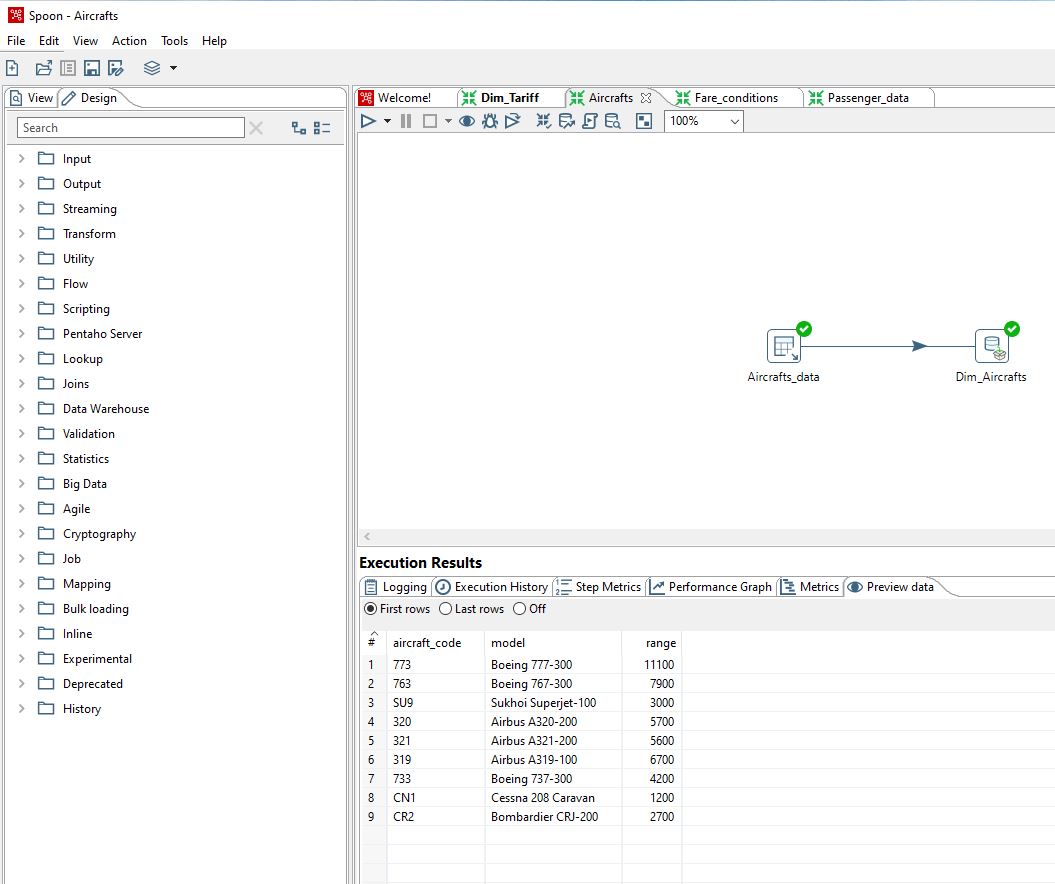 Spoon - Aircrafts
File Edit View Action Tools Help
View Design
Search
Input
Output
Streaming
Transform
Utility
Flow
Scripting
Pentaho Server
Lookup
Joins
Data Warehouse
Validation
Statistics
Big Data
Agile
Cryptography
Job
Mapping
Bulk loading
Inline
Experimental
Deprecated
History
Welcome! Dim_Tariff Aircrafts Fare_conditions Passenger_data
100%
Aircrafts_data Dim_Aircrafts
Execution Results
Logging Execution History Step Metrics Performance Graph Metrics Preview data
First rows Last rows Off
# aircraft_code model range
1 773 Boeing 777-300 11100
2 763 Boeing 767-300 7900
3 SU9 Sukhoi Superjet-100 3000
4 320 Airbus A320-200 5700
5 321 Airbus A321-200 5600
6 319 Airbus A319-100 6700
7 733 Boeing 737-300 4200
8 CN1 Cessna 208 Caravan 1200
9 CR2 Bombardier CRJ-200 2700